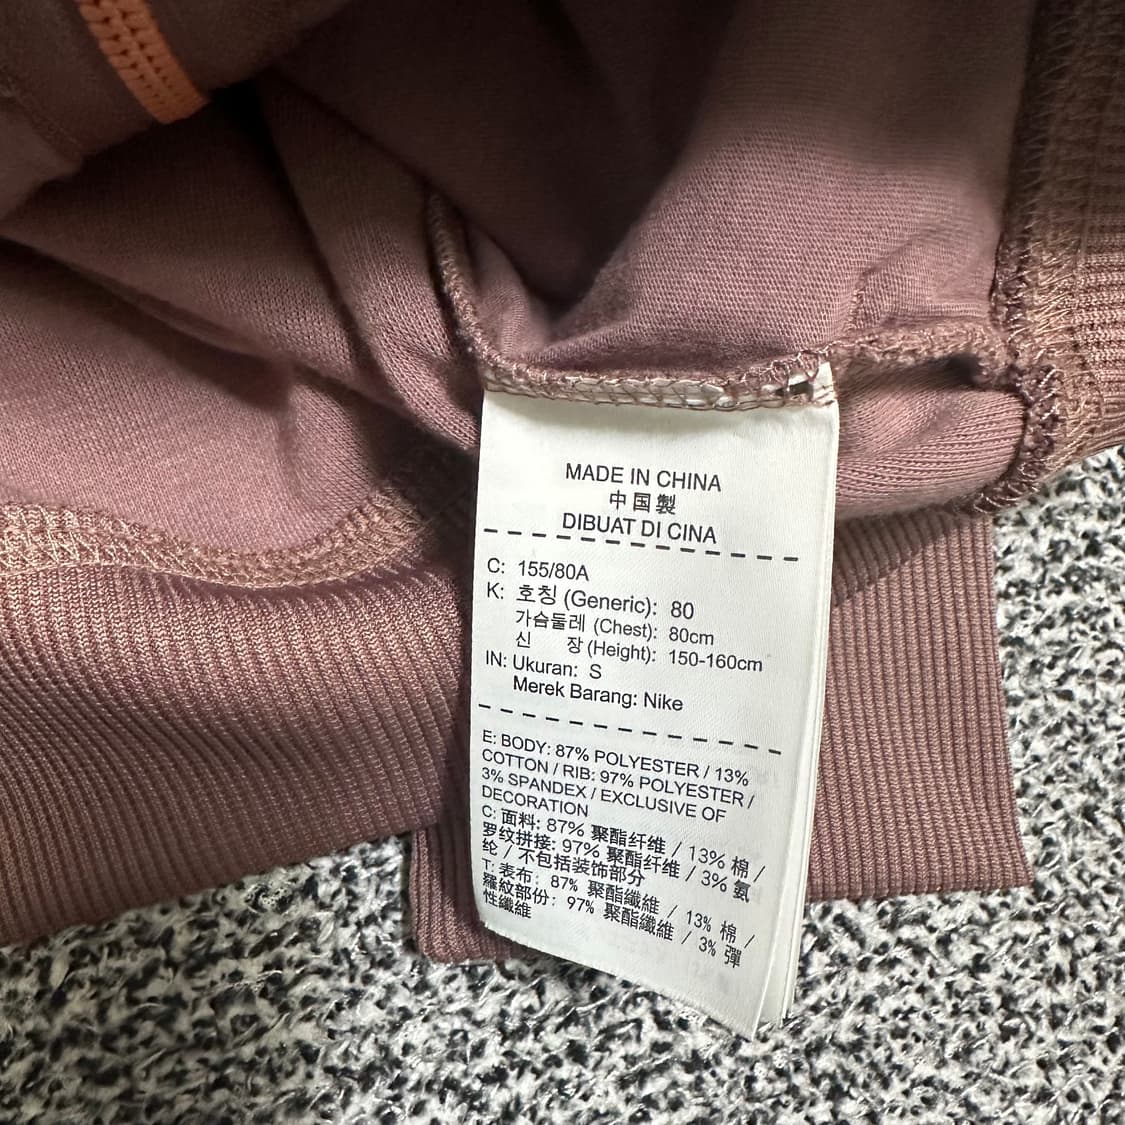 MADE IN CHINA
中国製
DIBUAT DI CINA
C: 155/80A
K: 호칭 (Generic): 80
가슴둘레 (Chest): 80cm
신 장 (Height): 150-160cm
IN: Ukuran: S
Merek Barang: Nike
E: BODY: 87% POLYESTER / 13%
COTTON / RIB: 97% POLYESTER /
3% SPANDEX / EXCLUSIVE OF
DECORATION
C: 面料: 87% 聚酯纤维 / 13% 棉 /
罗纹拼接: 97% 聚酯纤维 / 3% 氨
纶 / 不包括装饰部分
T: 表布: 87% 聚酯纖維 / 13% 棉 /
羅紋部份: 97% 聚酯纖維 / 3% 彈
性纖維